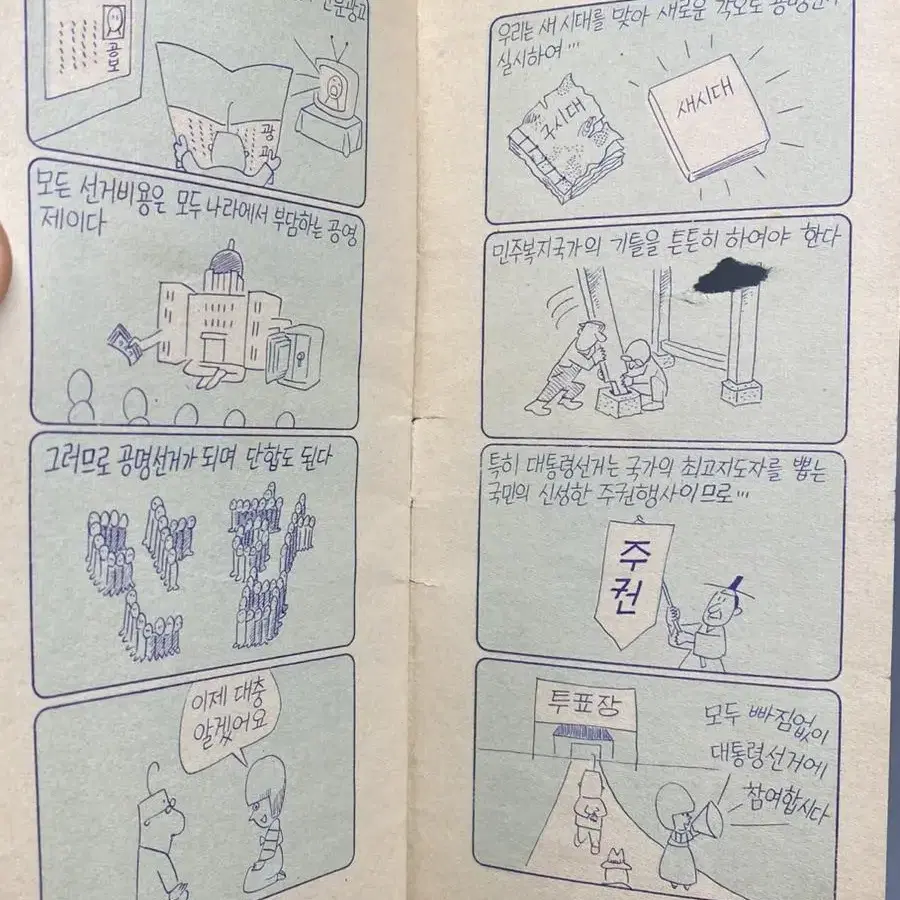 공보
모든 선거비용은 모두 나라에서 부담하는 공영
제이다
그러므로 공명선거가 되며 단합도 된다
이제 대충
알겠어요
우리는 새 시대를 맞아 새로운 각오로
실시하여…
구시대
새시대
민주복지국가의 기틀을 튼튼히 하여야 한다
특히 대통령선거는 국가의 최고지도자를 뽑는
국민의 신성한 주권행사이므로…
주권
투표장
모두 빠짐없이
대통령선거에
참여합시다